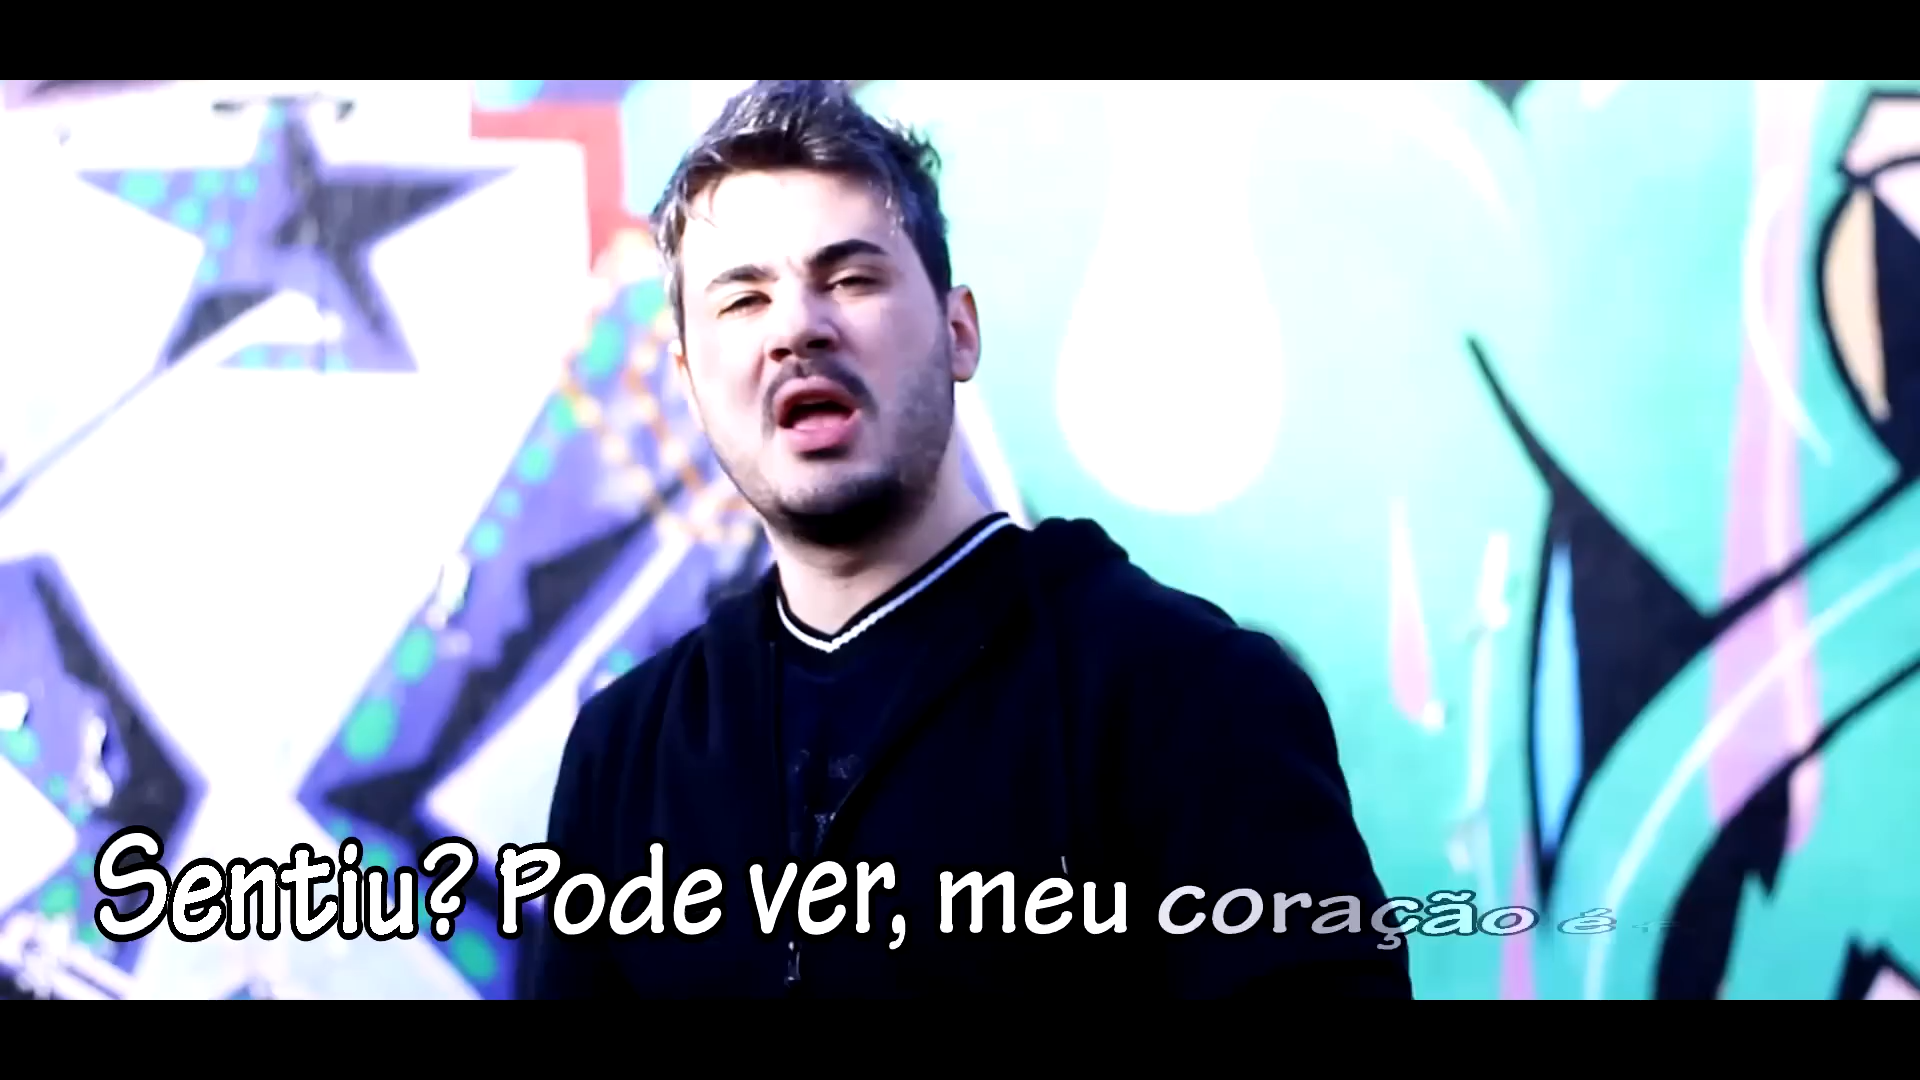 Sentiu? Pode ver, meu coração é